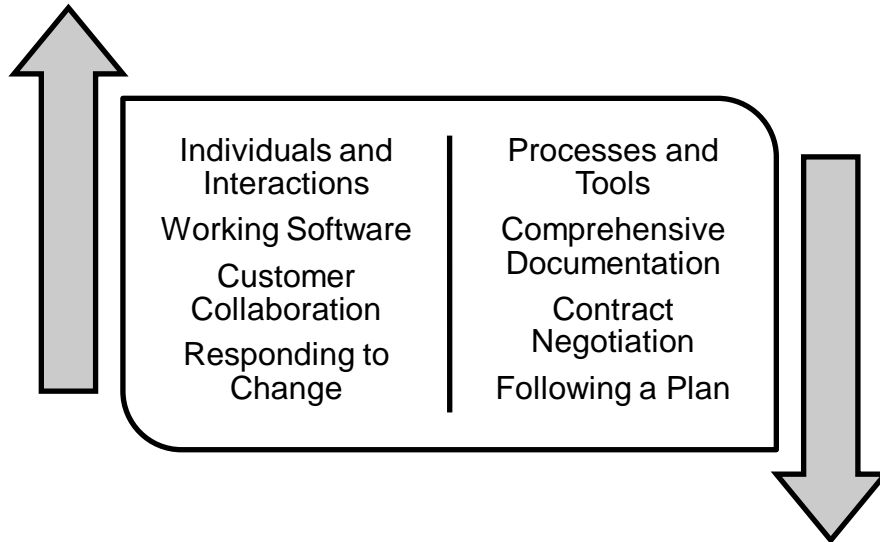 Individuals and
Interactions
Working Software
Customer
Collaboration
Responding to
Change
Processes and
Tools
Comprehensive
Documentation
Contract
Negotiation
Following a Plan